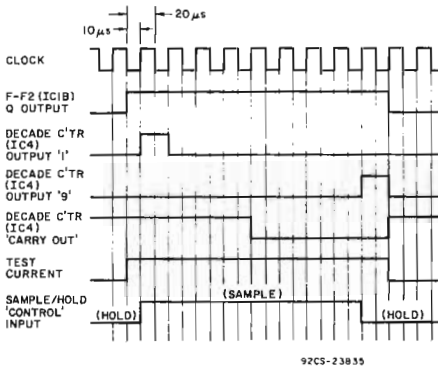 20μs
10μs
CLOCK
F-F2 (IC1B)
Q OUTPUT
DECADE C'TR
(IC4)
OUTPUT '1'
DECADE C'TR
(IC4)
OUTPUT '9'
DECADE C'TR
(IC4)
'CARRY OUT'
TEST
CURRENT
SAMPLE/HOLD
'CONTROL'
INPUT
(HOLD)
(SAMPLE)
(HOLD)
92CS-23835